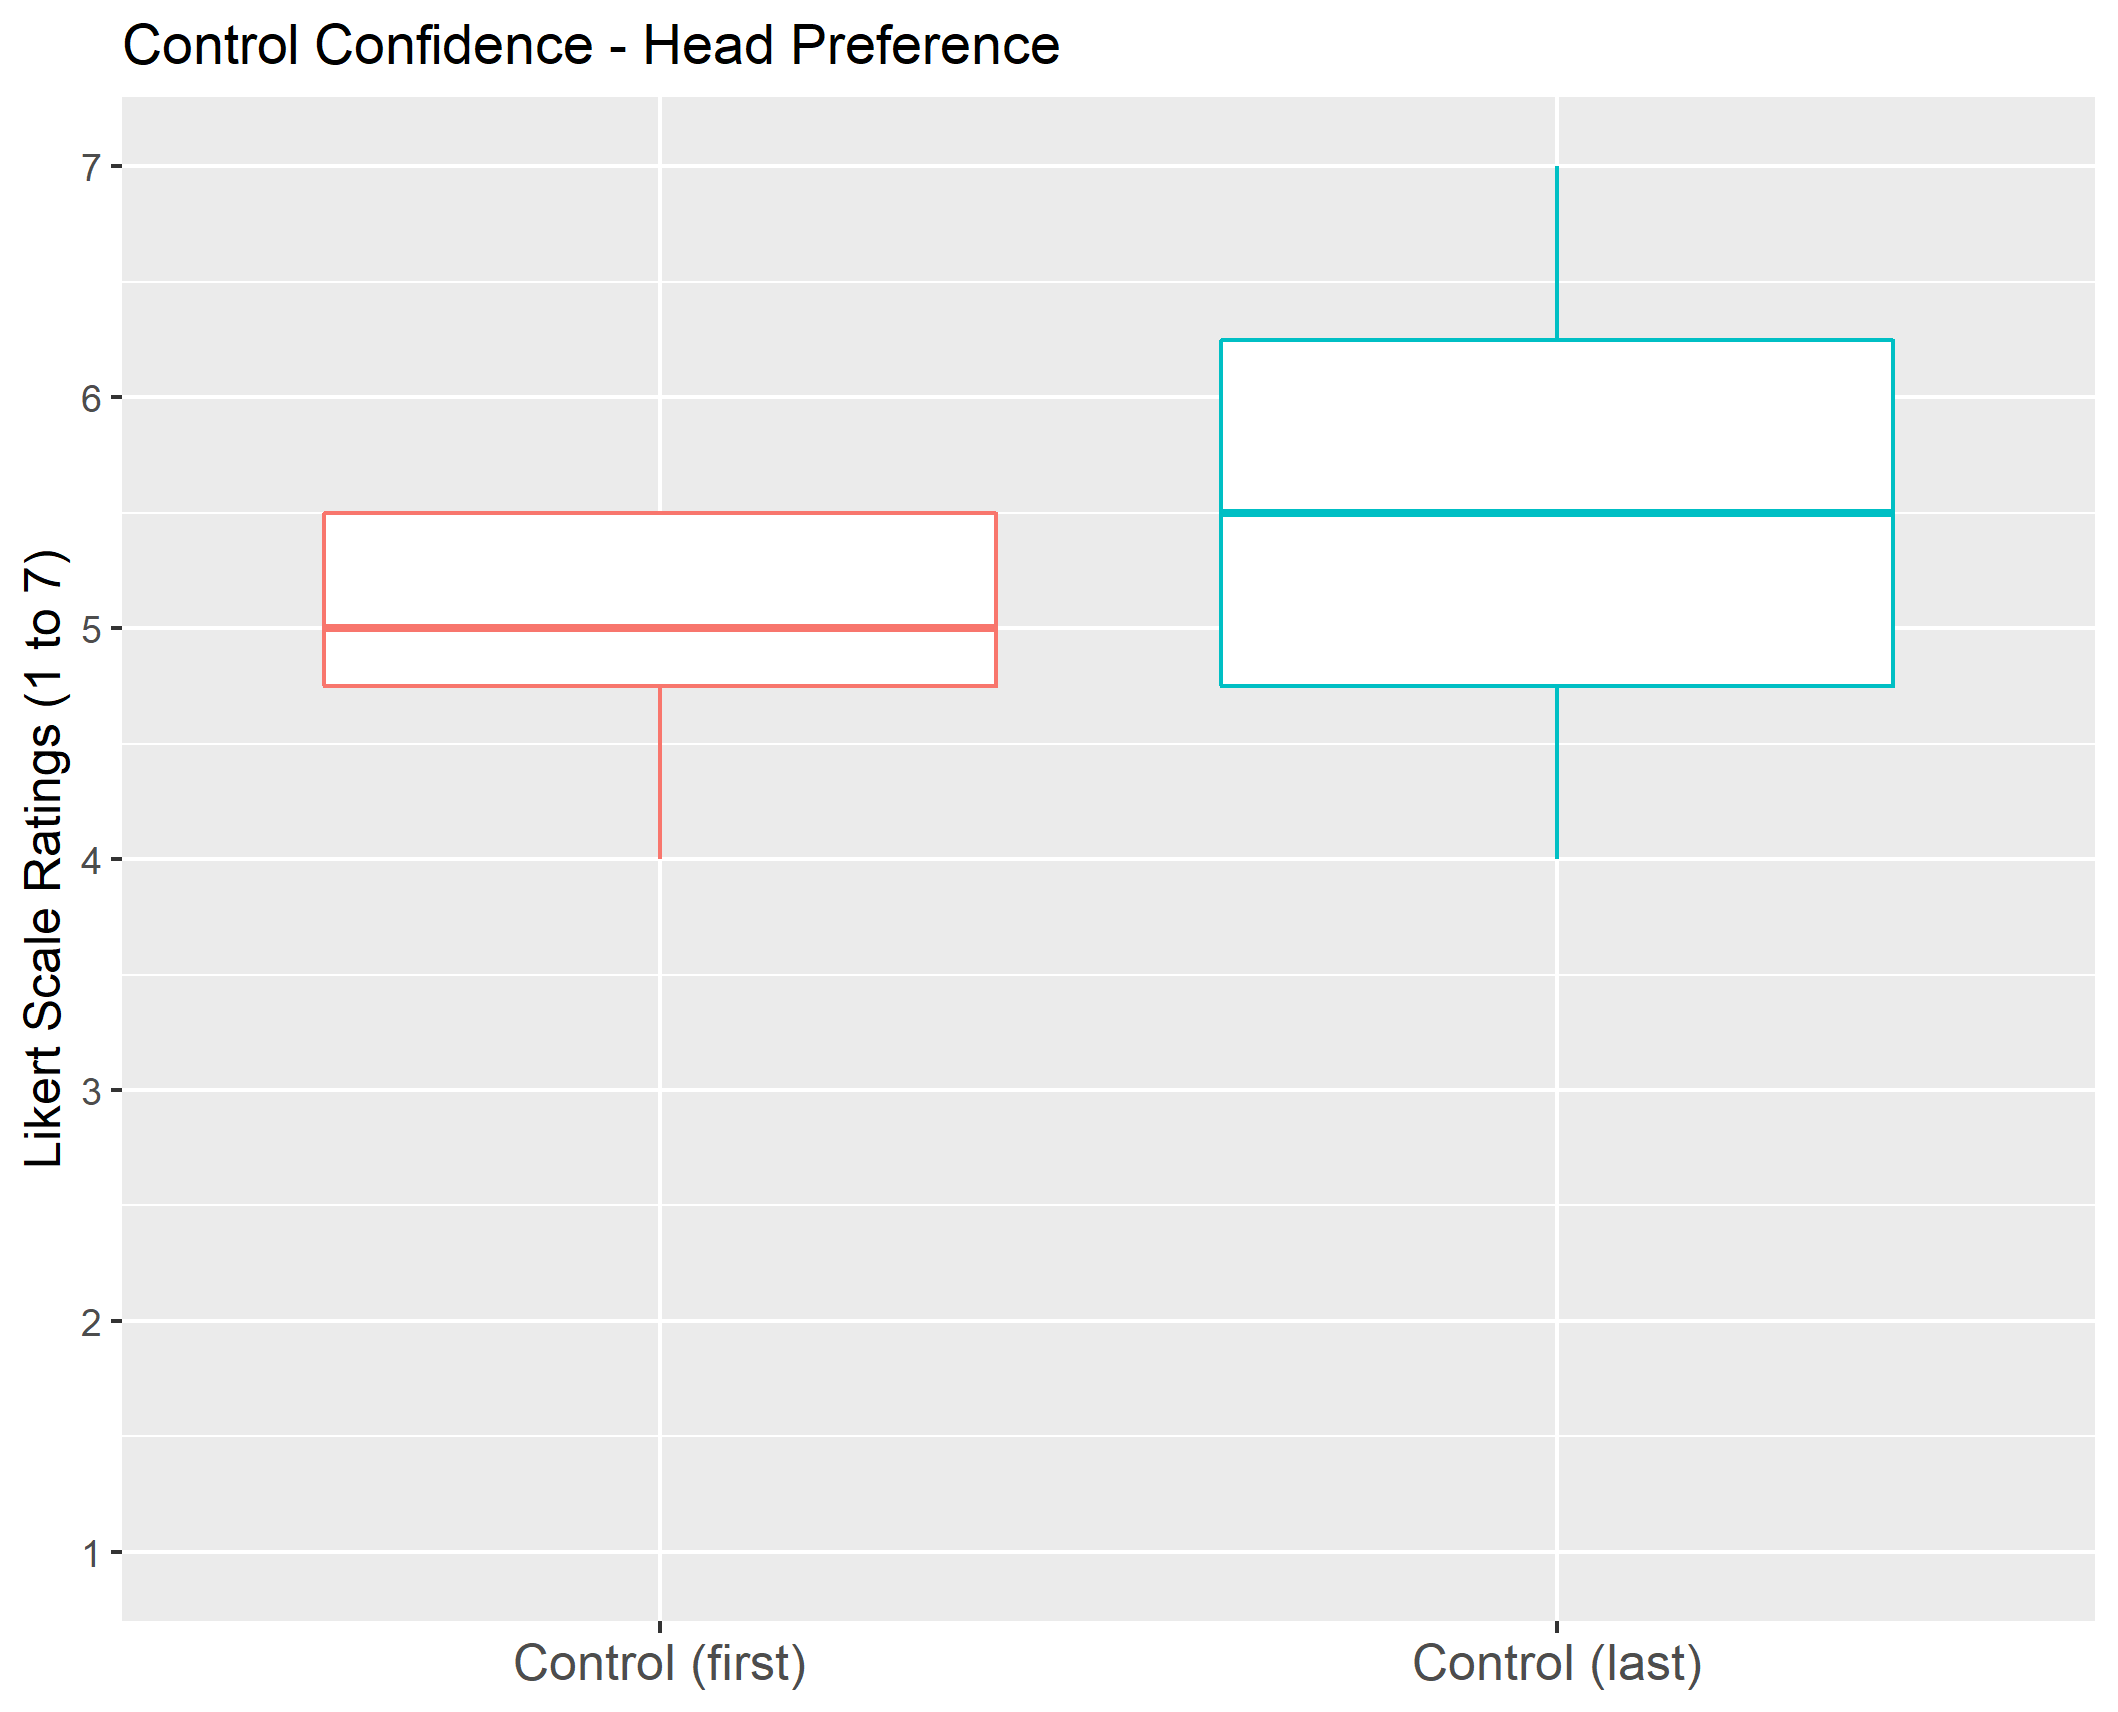 Control Confidence - Head Preference
Likert Scale Ratings (1 to 7)
7
6
5
4
3
2
1
Control (first)
Control (last)